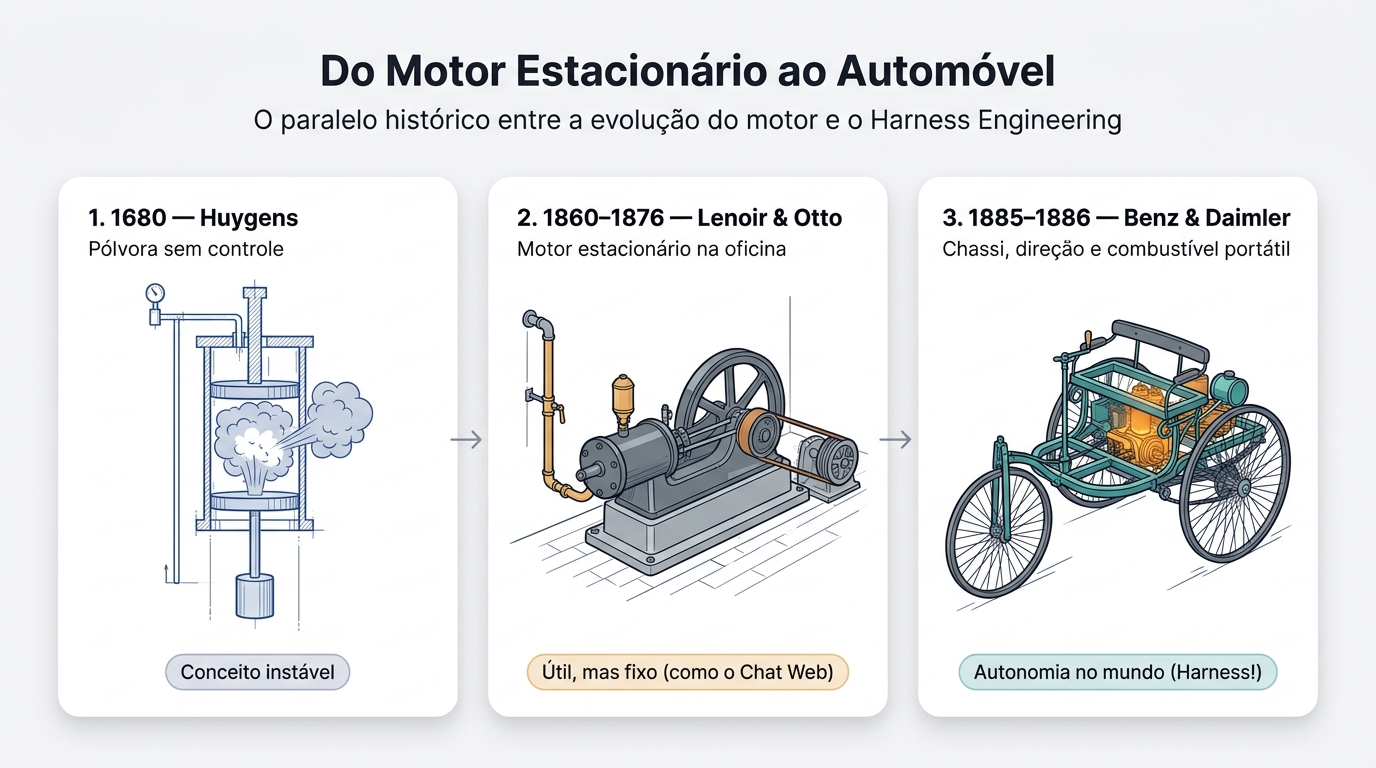 Do Motor Estacionário ao Automóvel
O paralelo histórico entre a evolução do motor e o Harness Engineering
1. 1680 — Huygens
Pólvora sem controle
Conceito instável
2. 1860–1876 — Lenoir & Otto
Motor estacionário na oficina
Útil, mas fixo (como o Chat Web)
3. 1885–1886 — Benz & Daimler
Chassi, direção e combustível portátil
Autonomia no mundo (Harness!)